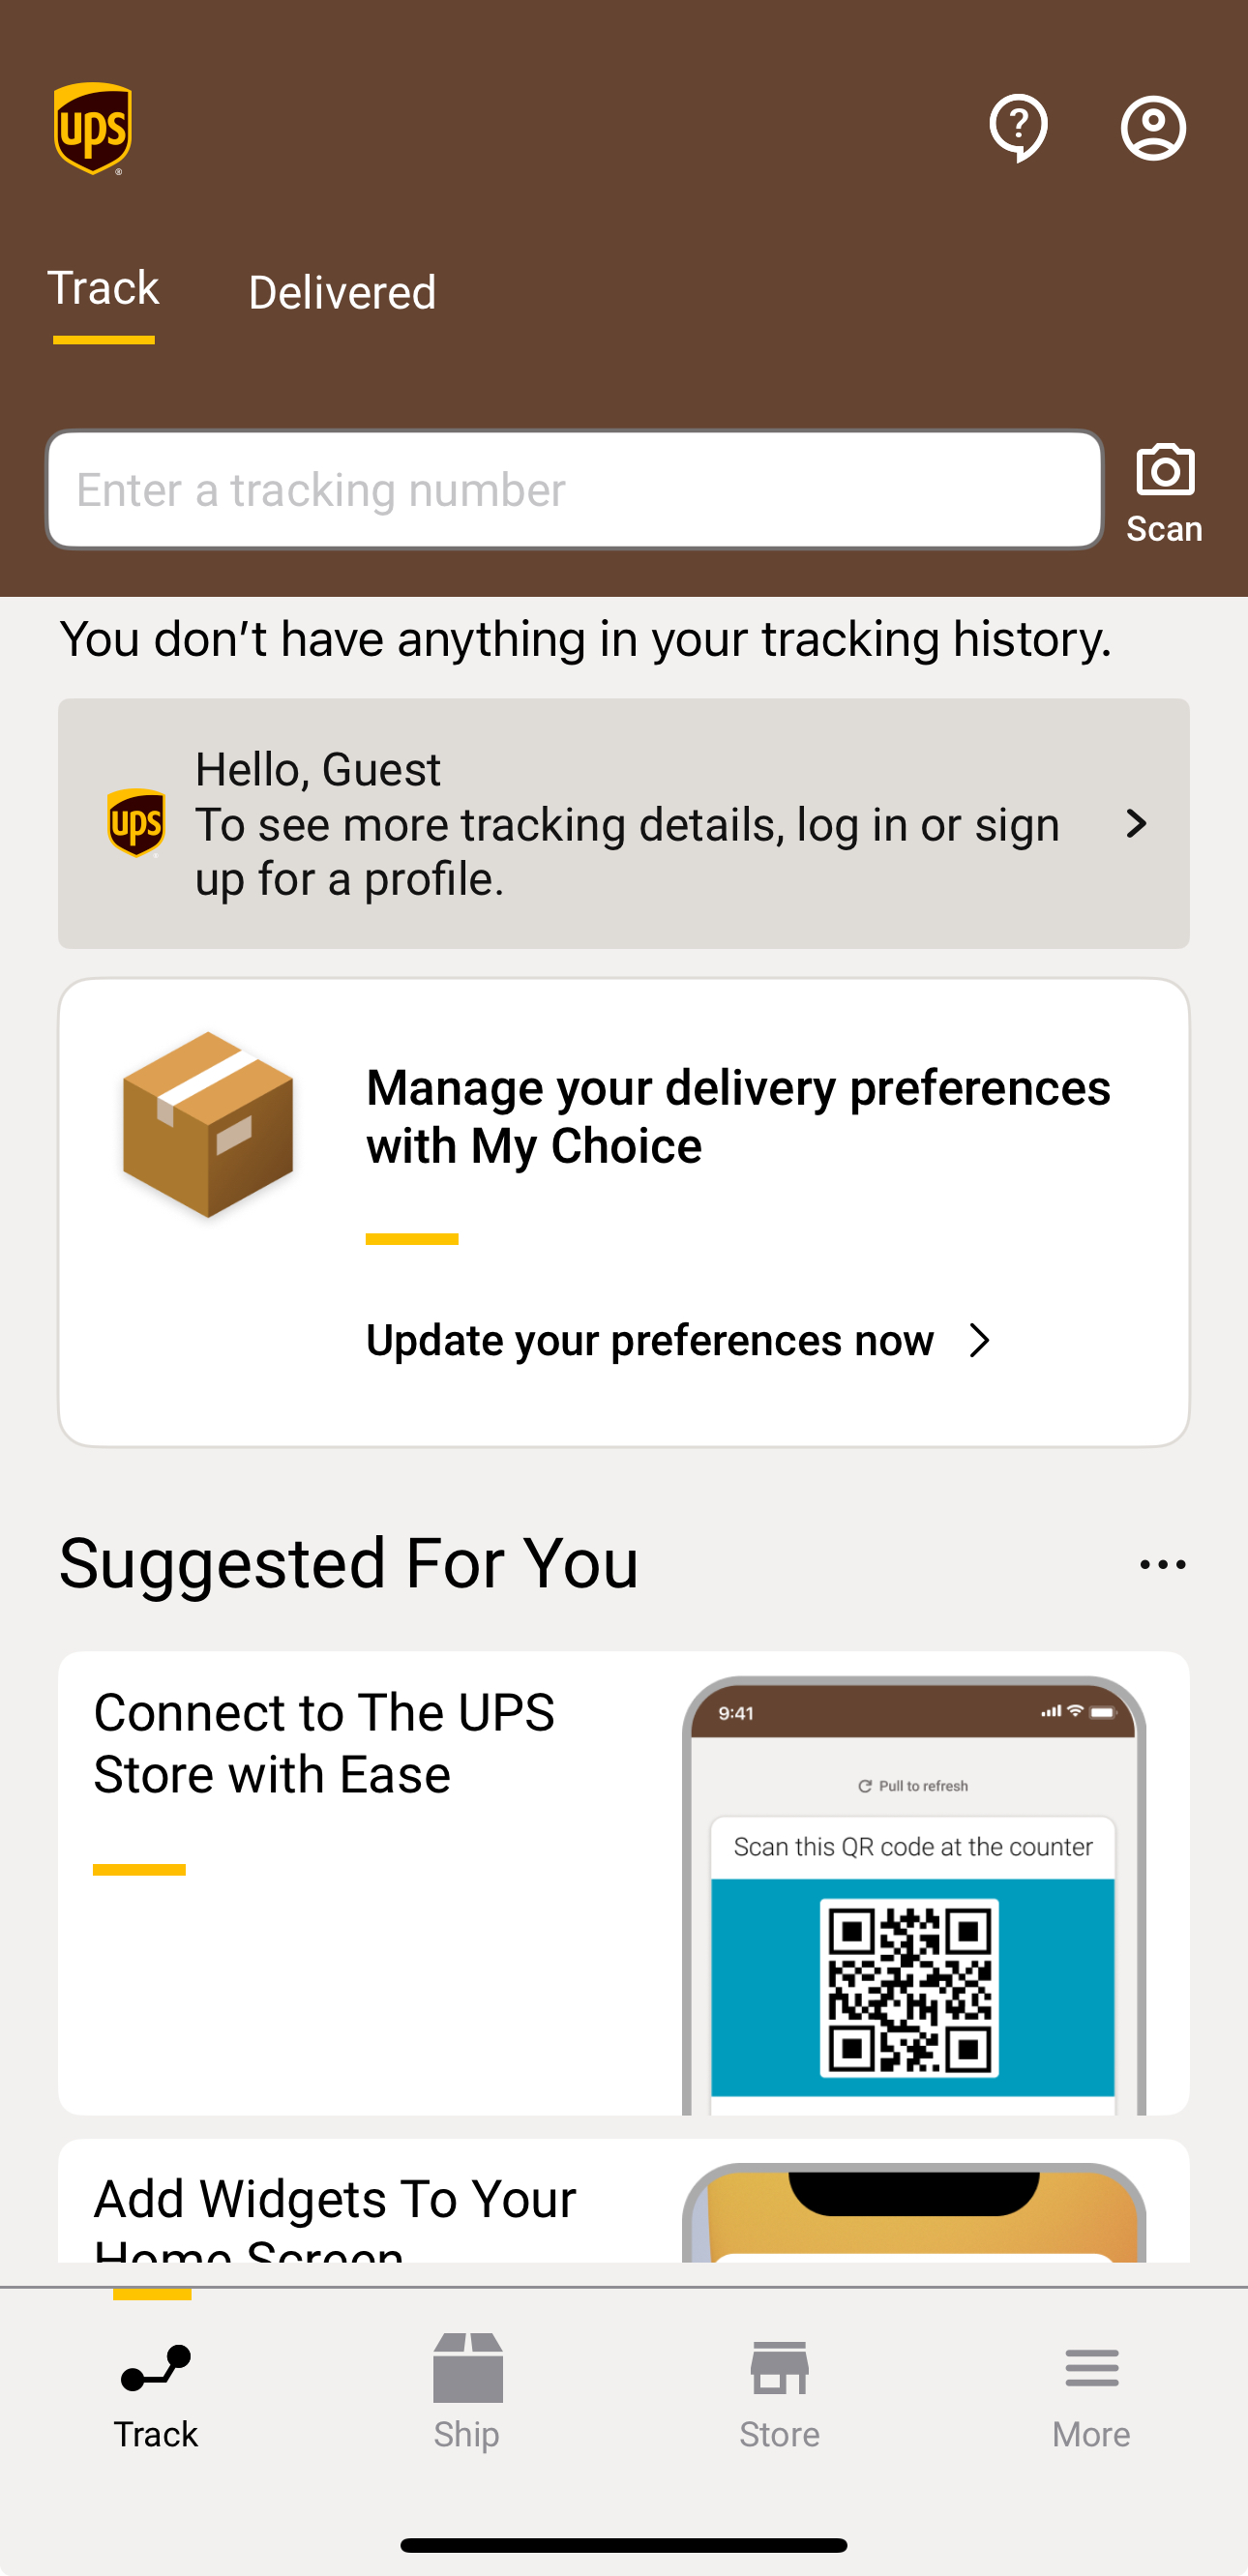 ups
Track
Delivered
Enter a tracking number
Scan
You don't have anything in your tracking history.
ups
Hello, Guest
To see more tracking details, log in or sign
up for a profile.
Manage your delivery preferences
with My Choice
Update your preferences now
Suggested For You
Connect to The UPS
Store with Ease
9:41
Pull to refresh
Scan this QR code at the counter
Add Widgets To Your
Home Screen
Track
Ship
Store
More